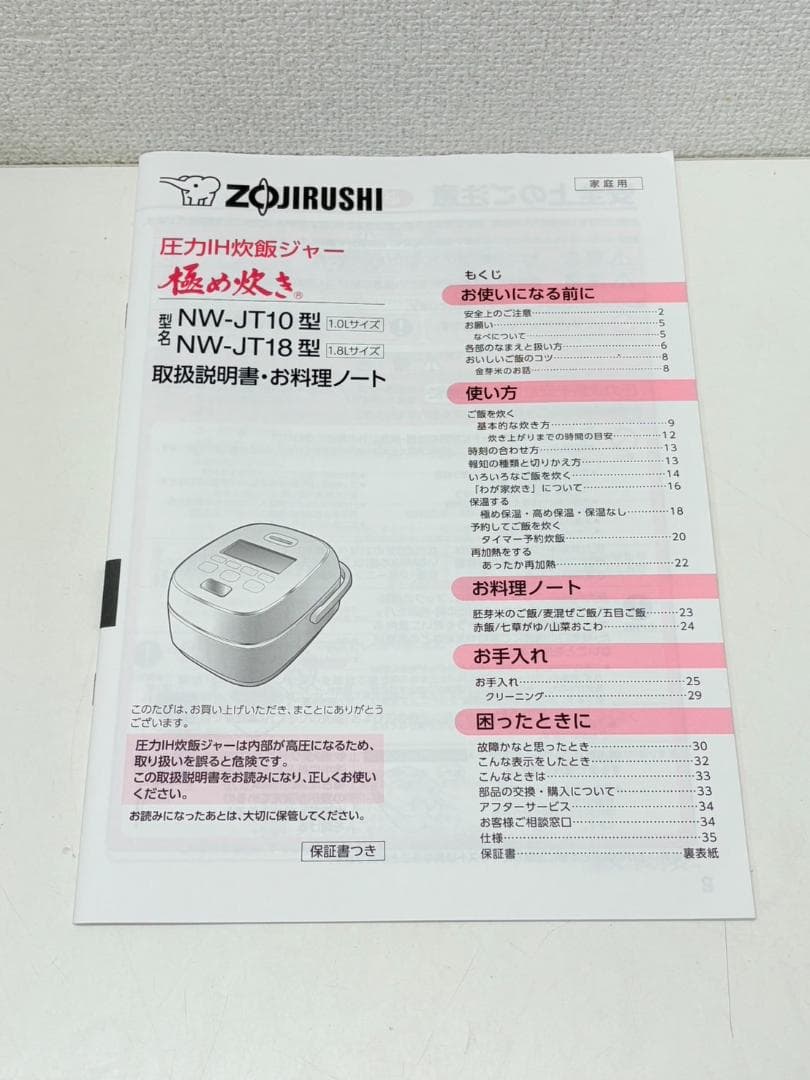 ZOJIRUSHI
家庭用
圧力IH炊飯ジャー
極め炊き®
型名
NW-JT10型 1.0Lサイズ
NW-JT18型 1.8Lサイズ
取扱説明書・お料理ノート
このたびは、お買い上げいただき、まことにありがとう
ございます。
圧力IH炊飯ジャーは内部が高圧になるため、
取り扱いを誤ると危険です。
この取扱説明書をお読みになり、正しくお使い
ください。
お読みになったあとは、大切に保管してください。
保証書つき
もくじ
お使いになる前に
安全上のご注意 2
お願い 5
なべについて 5
各部のなまえと扱い方 6
おいしいご飯のコツ 8
金芽米のお話 8
使い方
ご飯を炊く
基本的な炊き方 9
炊き上がりまでの時間の目安 12
時刻の合わせ方 13
報知の種類と切りかえ方 13
いろいろなご飯を炊く 14
「わが家炊き」について 16
保温する
極め保温・高め保温・保温なし 18
予約してご飯を炊く
タイマー予約炊飯 20
再加熱をする
あったか再加熱 22
お料理ノート
胚芽米のご飯/麦混ぜご飯/五目ご飯 23
赤飯/七草がゆ/山菜おこわ 24
お手入れ
お手入れ 25
クリーニング 29
困ったときに
故障かなと思ったとき 30
こんな表示をしたとき 32
こんなときは 33
部品の交換・購入について 33
アフターサービス 34
お客様ご相談窓口 34
仕様 35
保証書 裏表紙